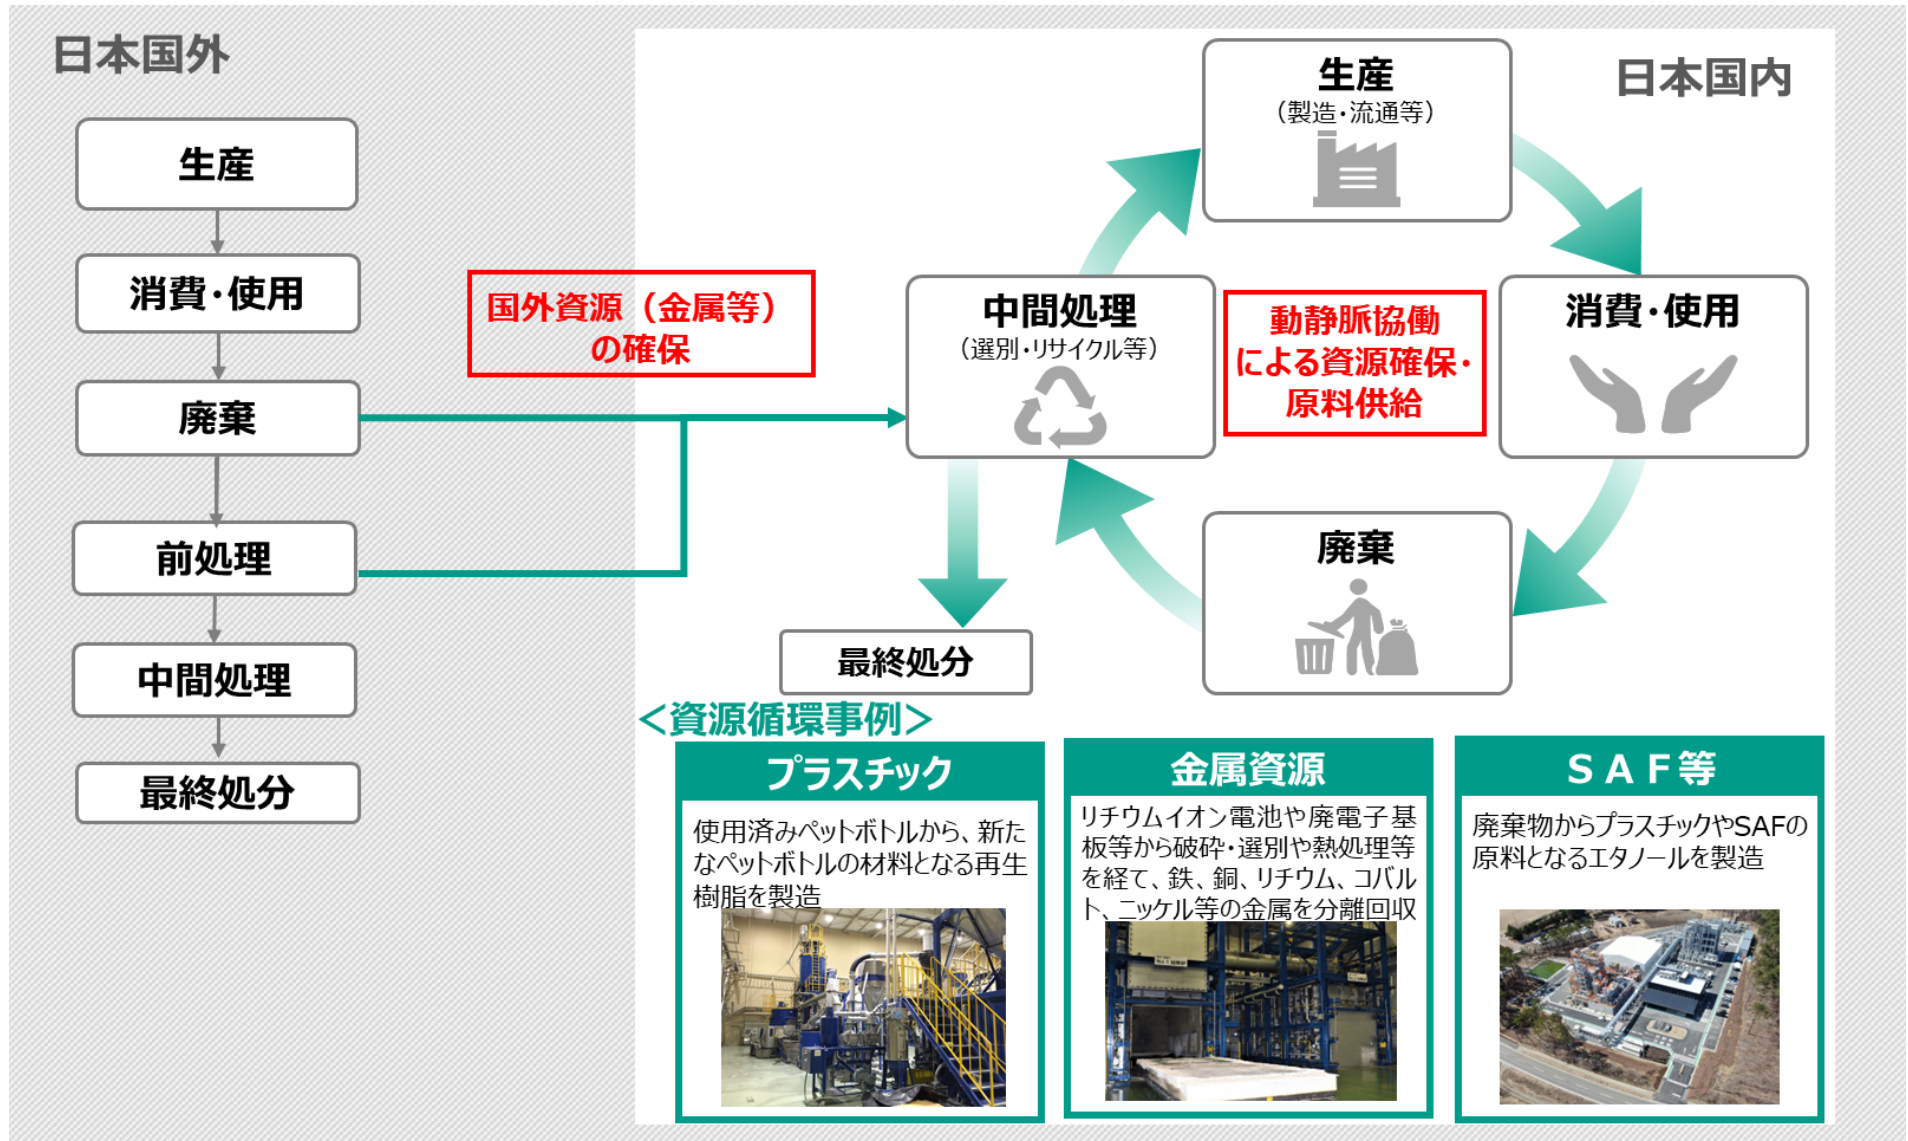 日本国外
生産
消費・使用
廃棄
前処理
中間処理
最終処分
国外資源（金属等）
の確保
日本国内
生産
（製造・流通等）
消費・使用
廃棄
中間処理
（選別・リサイクル等）
最終処分
動静脈協働
による資源確保・
原料供給
＜資源循環事例＞
プラスチック
使用済みペットボトルから、新た
なペットボトルの材料となる再生
樹脂を製造
金属資源
リチウムイオン電池や廃電子基
板等から破砕・選別や熱処理等
を経て、鉄、銅、リチウム、コバル
ト、ニッケル等の金属を分離回収
ＳＡＦ等
廃棄物からプラスチックやSAFの
原料となるエタノールを製造